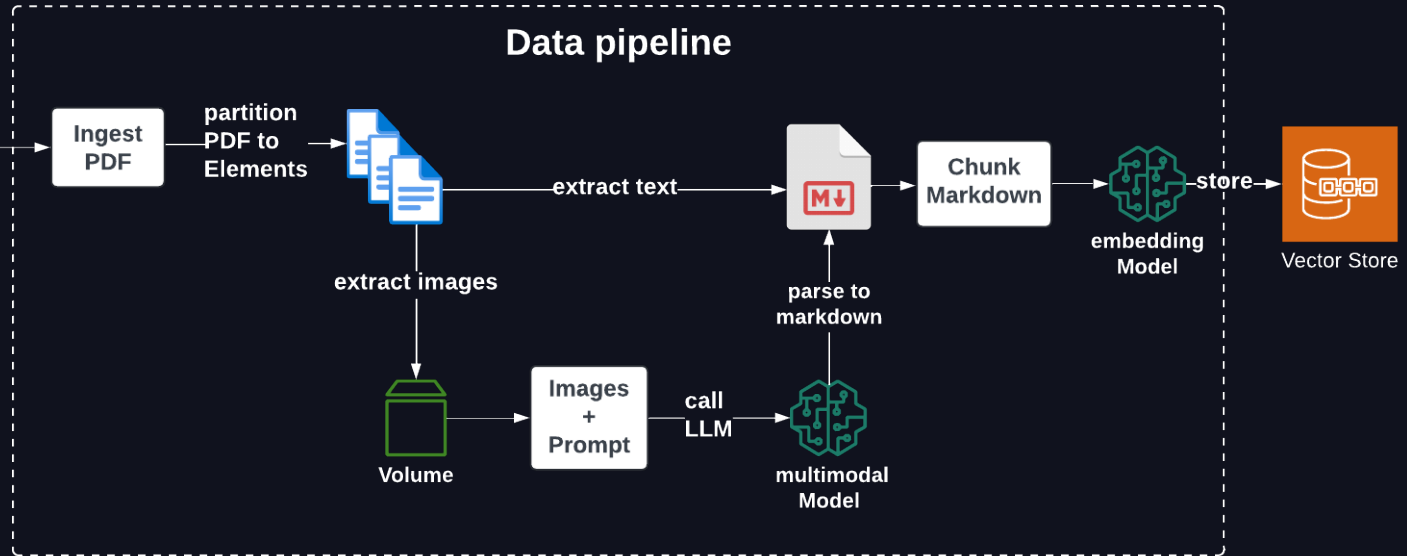 Data pipeline
Ingest
PDF
partition
PDF to
Elements
extract text
M
Chunk
Markdown
embedding
Model
store
Vector Store
extract images
parse to
markdown
Volume
Images
+
Prompt
call
LLM
multimodal
Model